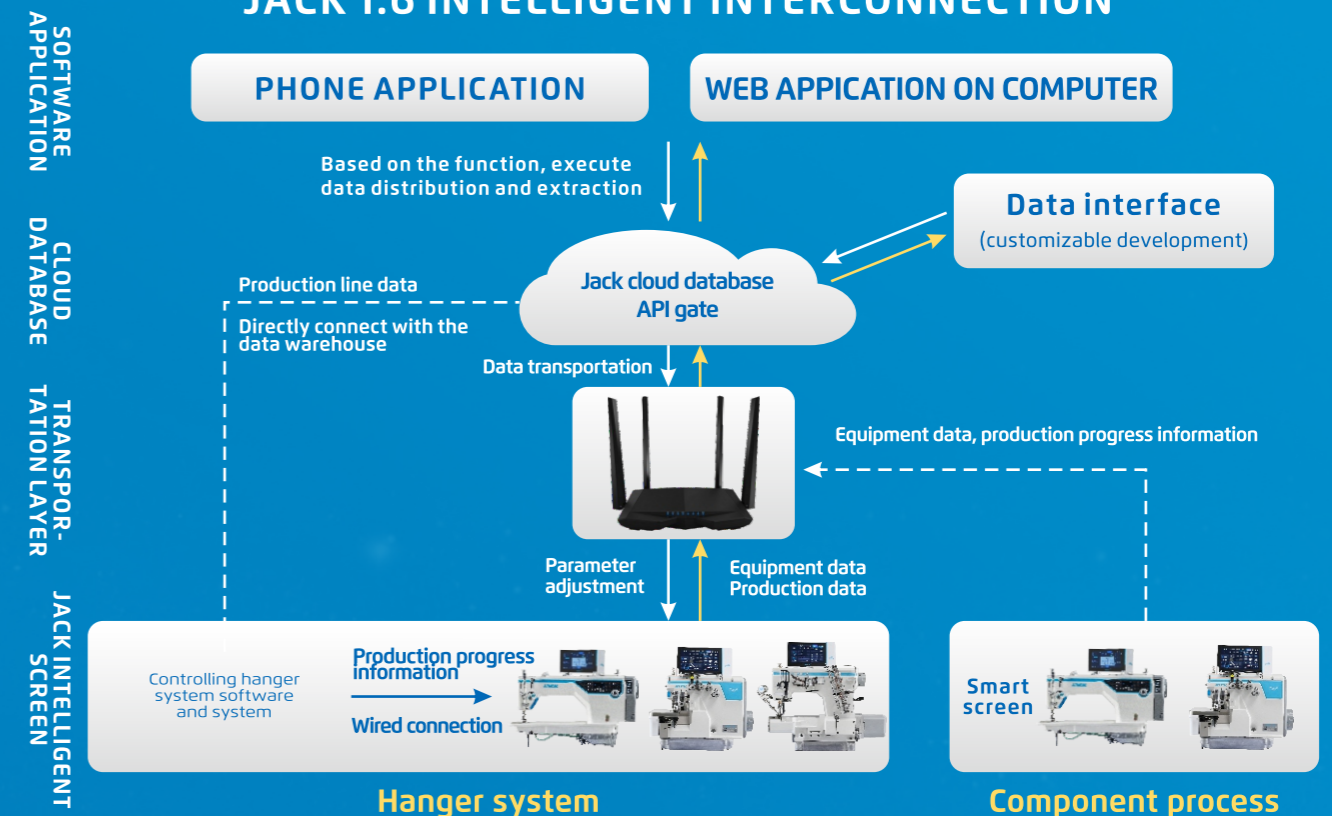 JACK 1.6 INTELLIGENT INTERCONNECTION
SOFTWARE
APPLICATION
PHONE APPLICATION
WEB APPICATION ON COMPUTER
Based on the function, execute
data distribution and extraction
Data interface
(customizable development)
CLOUD
DATABASE
Jack cloud database
API gate
Production line data
Directly connect with the
data warehouse
Data transportation
TRANSPOR-
TATION LAYER
Equipment data, production progress information
Parameter
adjustment
Equipment data
Production data
JACK INTELLIGENT
SCREEN
Controlling hanger
system software
and system
Production progress
information
Wired connection
Smart
screen
Hanger system
Component process